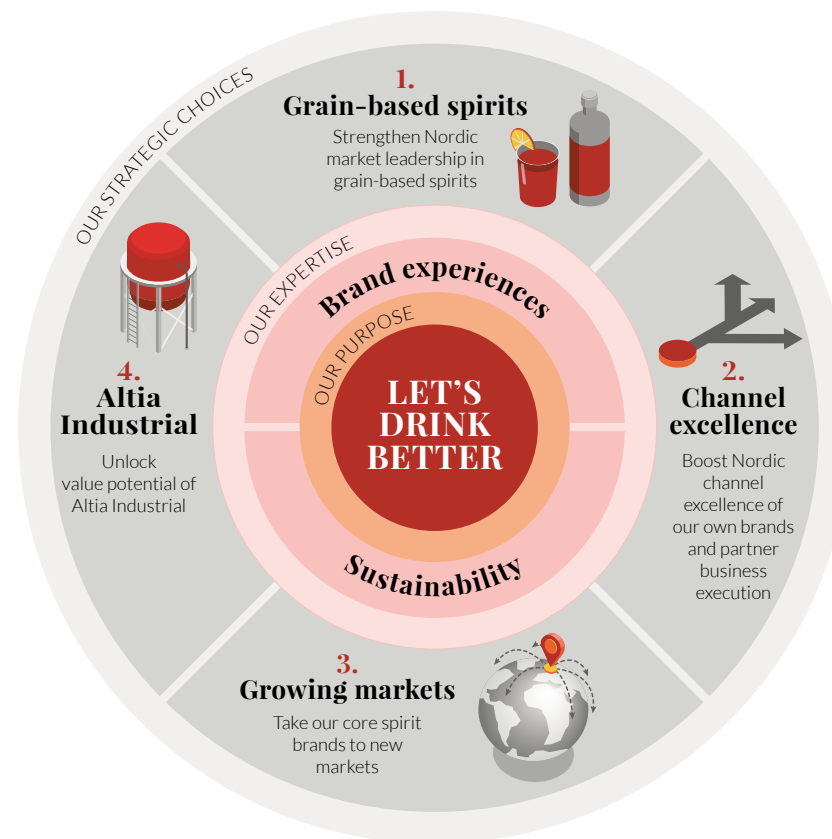 OUR STRATEGIC CHOICES
1.
Grain-based spirits
Strengthen Nordic
market leadership in
grain-based spirits
2.
Channel
excellence
Boost Nordic
channel
excellence of
our own brands
and partner
business
execution
3.
Growing markets
Take our core spirit
brands to new
markets
4.
Altia
Industrial
Unlock
value potential of
Altia Industrial
OUR EXPERTISE
Brand experiences
Sustainability
OUR PURPOSE
LET’S
DRINK
BETTER